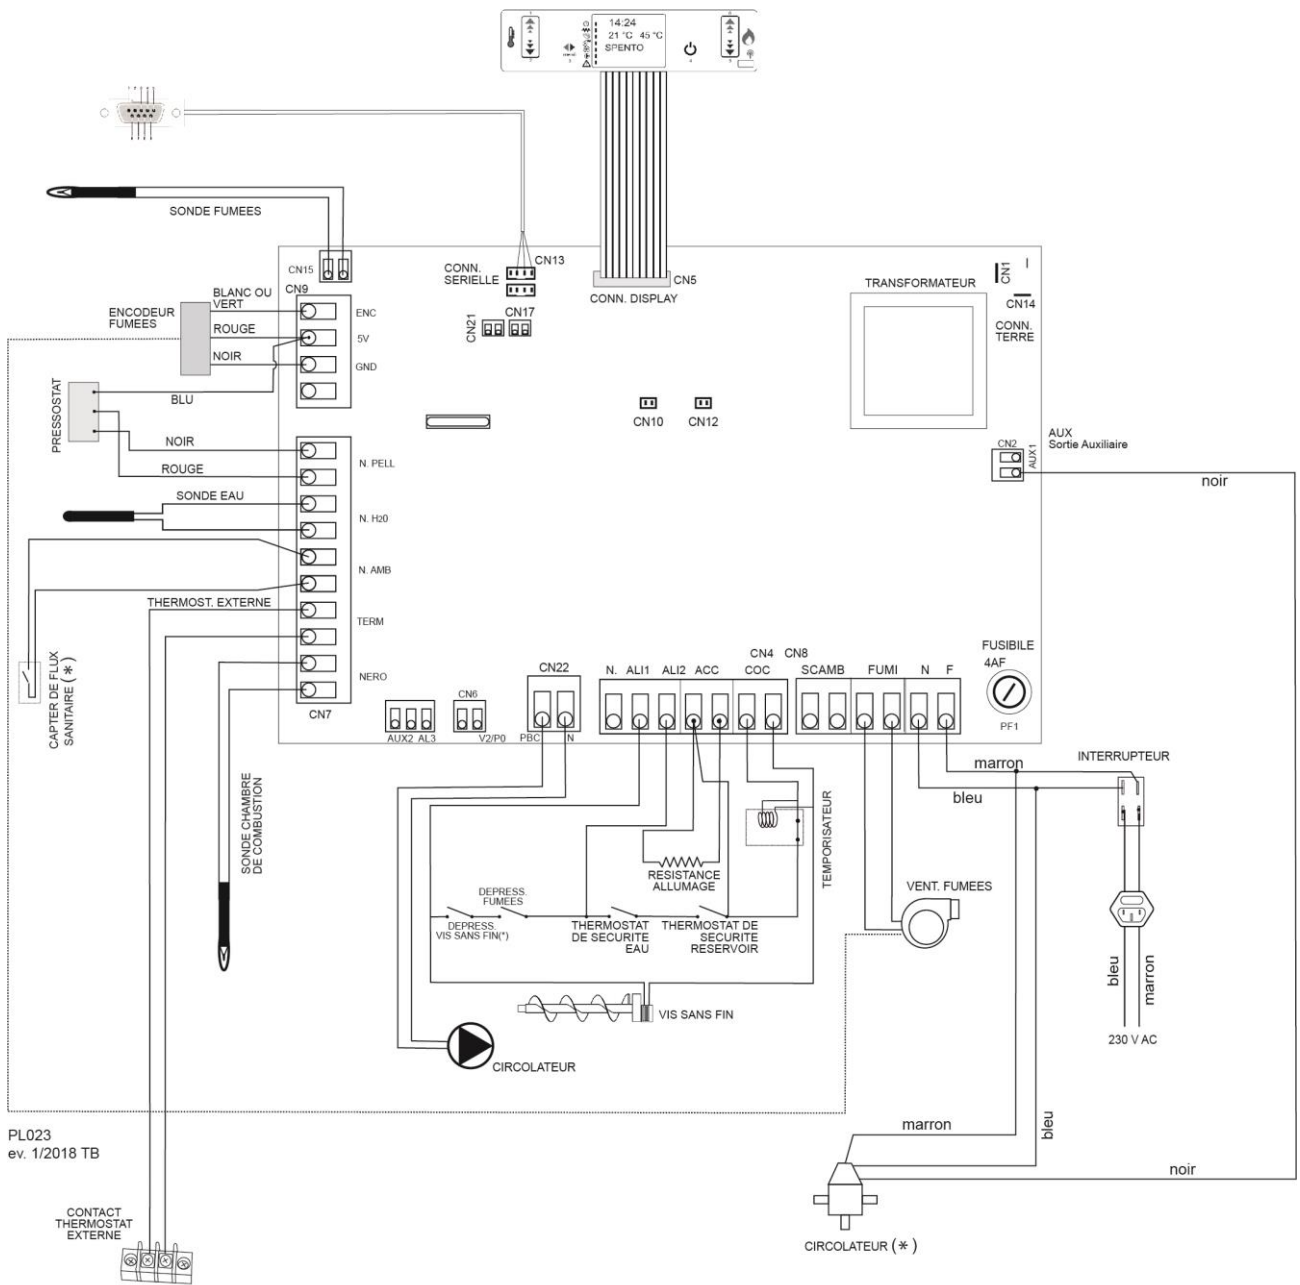 14:24
21 °C 45 °C
SPENTO
SONDE FUMEES
CN15
CN9
CONN.
SERIELLE
CN13
CN5
CONN. DISPLAY
CN17
CN21
TRANSFORMATEUR
CN1
CN14
CONN.
TERRE
ENCODEUR
FUMEES
BLANC OU
VERT
ROUGE
NOIR
BLU
ENC
5V
GND
PRESSOSTAT
CN10
CN12
CN2
AUX1
AUX
Sortie Auxiliaire
noir
NOIR
ROUGE
SONDE EAU
N. PELL
N. H20
N. AMB
THERMOST. EXTERNE
TERM
NERO
CN7
CAPTER DE FLUX
SANITAIRE (*)
SONDE CHAMBRE
DE COMBUSTION
AUX2 AL3
CN6
V2/P0
CN22
PBC
N
N. ALI1 ALI2 ACC
CN4
COC
CN8
SCAMB FUMI N F
FUSIBILE
4AF
PF1
marron
bleu
INTERRUPTEUR
TEMPORISATEUR
RESISTANCE
ALLUMAGE
DEPRESS.
FUMEES
DEPRESS.
VIS SANS FIN(*)
THERMOSTAT
DE SECURITE
EAU
THERMOSTAT DE
SECURITE
RESERVOIR
VENT. FUMEES
bleu
marron
230 V AC
VIS SANS FIN
CIRCOLATEUR
PL023
ev. 1/2018 TB
marron
bleu
noir
CONTACT
THERMOSTAT
EXTERNE
CIRCOLATEUR (*)